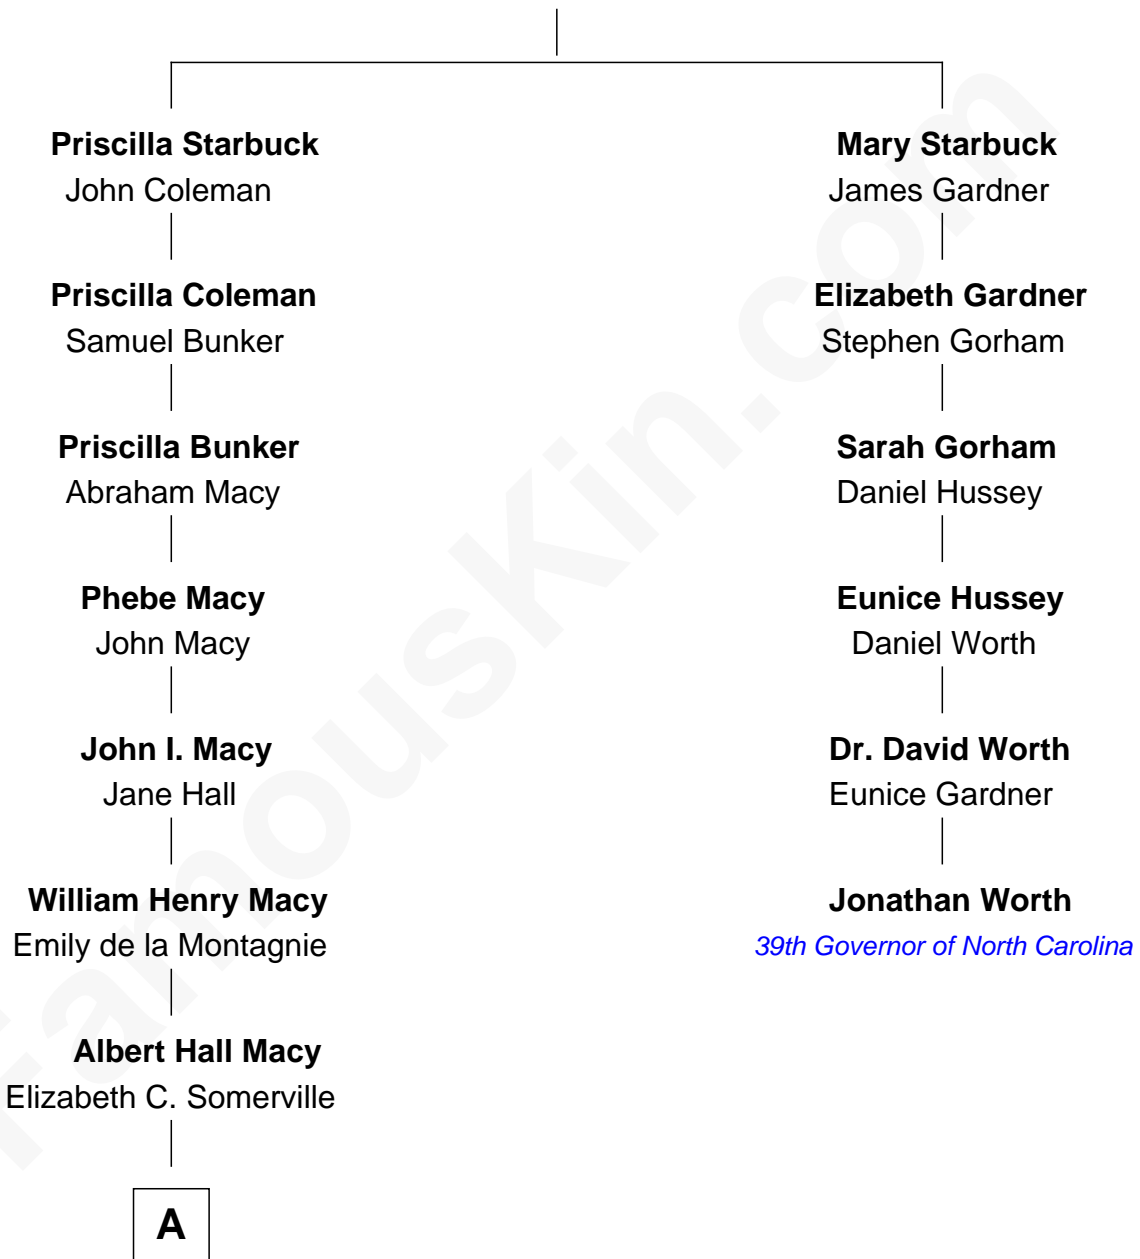 Priscilla Starbuck
John Coleman
Mary Starbuck
James Gardner
Priscilla Coleman
Samuel Bunker
Elizabeth Gardner
Stephen Gorham
Priscilla Bunker
Abraham Macy
Sarah Gorham
Daniel Hussey
Phebe Macy
John Macy
Eunice Hussey
Daniel Worth
John I. Macy
Jane Hall
Dr. David Worth
Eunice Gardner
William Henry Macy
Emily de la Montagnie
Jonathan Worth
39th Governor of North Carolina
Albert Hall Macy
Elizabeth C. Somerville
A
FamousKin.com